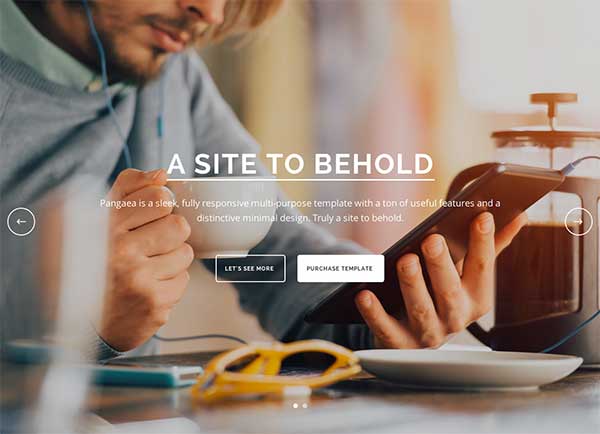 A SITE TO BEHOLD
Pangaea is a sleek, fully responsive multi-purpose template with a ton of useful features and a
distinctive minimal design. Truly a site to behold.
LET'S SEE MORE
PURCHASE TEMPLATE